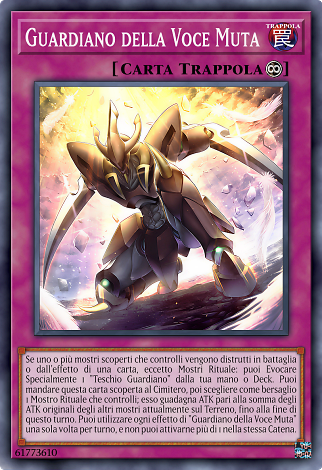 Guardiano della Voce Muta
TRAPPOLA
罠
[Carta Trappola
Se uno o più mostri scoperti che controlli vengono distrutti in battaglia
o dall'effetto di una carta, eccetto Mostri Rituale: puoi Evocare
Specialmente 1 "Teschio Guardiano" dalla tua mano o Deck. Puoi
mandare questa carta scoperta al Cimitero, poi scegliere come bersaglio
1 Mostro Rituale che controlli; esso guadagna ATK pari alla somma degli
ATK originali degli altri mostri attualmente sul Terreno, fino alla fine di
questo turno. Puoi utilizzare ogni effetto di "Guardiano della Voce Muta"
una sola volta per turno, e non puoi attivarne più di 1 nella stessa Catena.
61773610